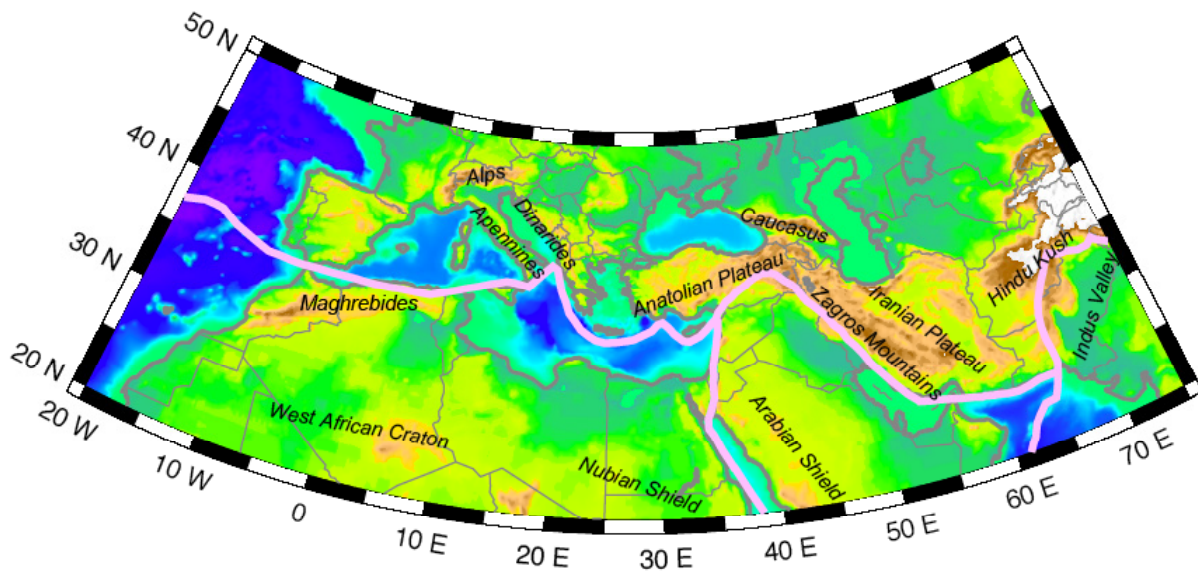 50 N
40 N
30 N
20 N
20 W
10 W
0
10 E
20 E
30 E
40 E
50 E
60 E
70 E
Alps
Dinarides
Apennines
Caucasus
Anatolian Plateau
Hindu Kush
Indus Valley
Iranian Plateau
Zagros Mountains
Maghrebides
West African Craton
Nubian Shield
Arabian Shield